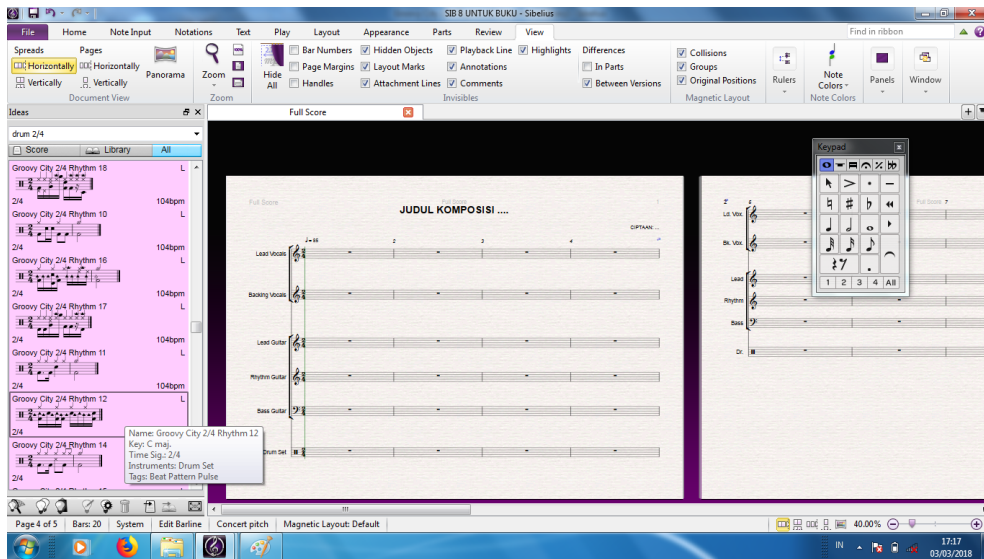 SIB 8 UNTUK BUKU - Sibelius
File Home Note Input Notations Text Play Layout Appearance Parts Review View Find in ribbon
Spreads Pages
Horizontally Horizontally
Vertically Vertically
Panorama
Document View
Zoom
Zoom
Hide All
Bar Numbers Hidden Objects Playback Line Highlights
Page Margins Layout Marks Annotations
Handles Attachment Lines Comments
Invisibles
Differences
In Parts
Between Versions
Collisions
Groups
Original Positions
Magnetic Layout
Rulers
Note Colors
Note Colors
Panels
Window
Ideas
Full Score
drum 2/4
Score Library All
Groovy City 2/4 Rhythm 18 L
2/4 104bpm
Groovy City 2/4 Rhythm 10 L
2/4 104bpm
Groovy City 2/4 Rhythm 16 L
2/4 104bpm
Groovy City 2/4 Rhythm 17 L
2/4 104bpm
Groovy City 2/4 Rhythm 11 L
2/4 104bpm
Groovy City 2/4 Rhythm 12 L
2/4
Groovy City 2/4 Rhythm 14
2/4
Name: Groovy City 2/4 Rhythm 12
Key: C maj.
Time Sig.: 2/4
Instruments: Drum Set
Tags: Beat Pattern Pulse
Full Score Full Score 1
JUDUL KOMPOSISI ....
CIPTAAN: ...
2 3 4
Lead Vocals
Backing Vocals
Lead Guitar
Rhythm Guitar
Bass Guitar
Drum Set
Full Score 7
Ld. Vox.
Bk. Vox.
Lead
Rhythm
Bass
Dr.
Keypad
1 2 3 4 All
Page 4 of 5 Bars: 20 System Edit Barline Concert pitch Magnetic Layout: Default 40.00%
IN 17:17
03/03/2018